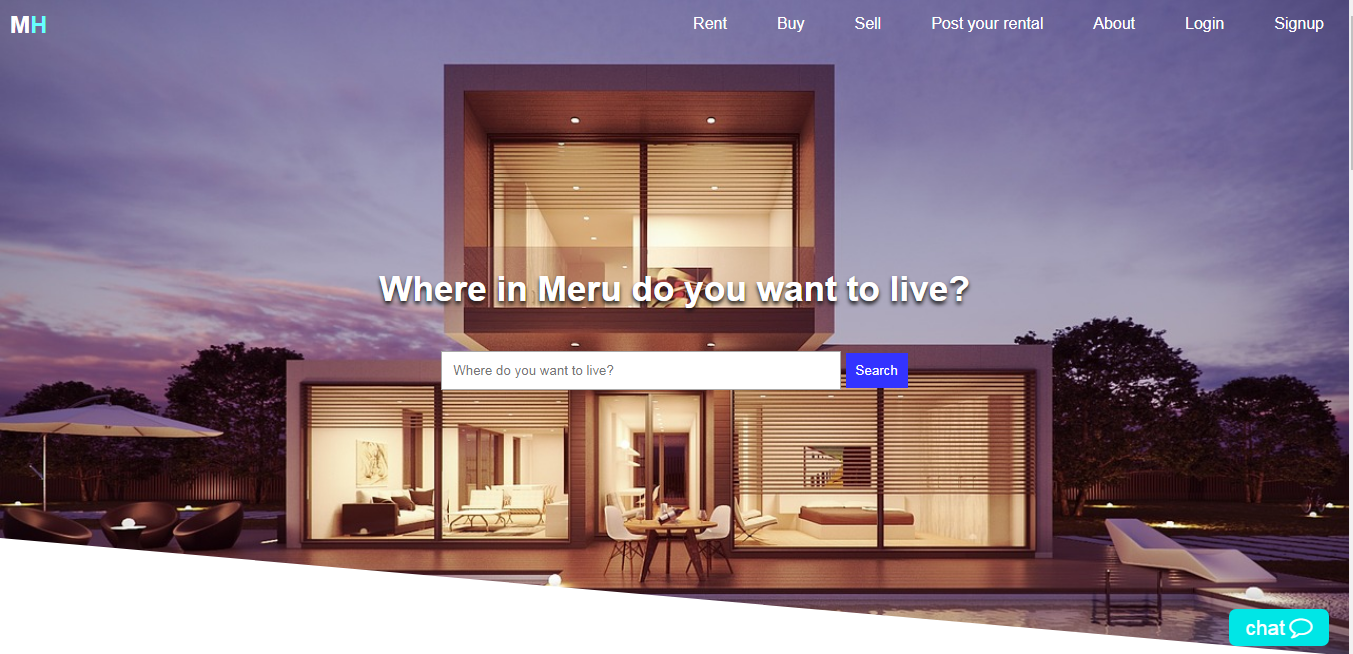 MH
Rent Buy Sell Post your rental About Login Signup
Where in Meru do you want to live?
Where do you want to live? Search
chat